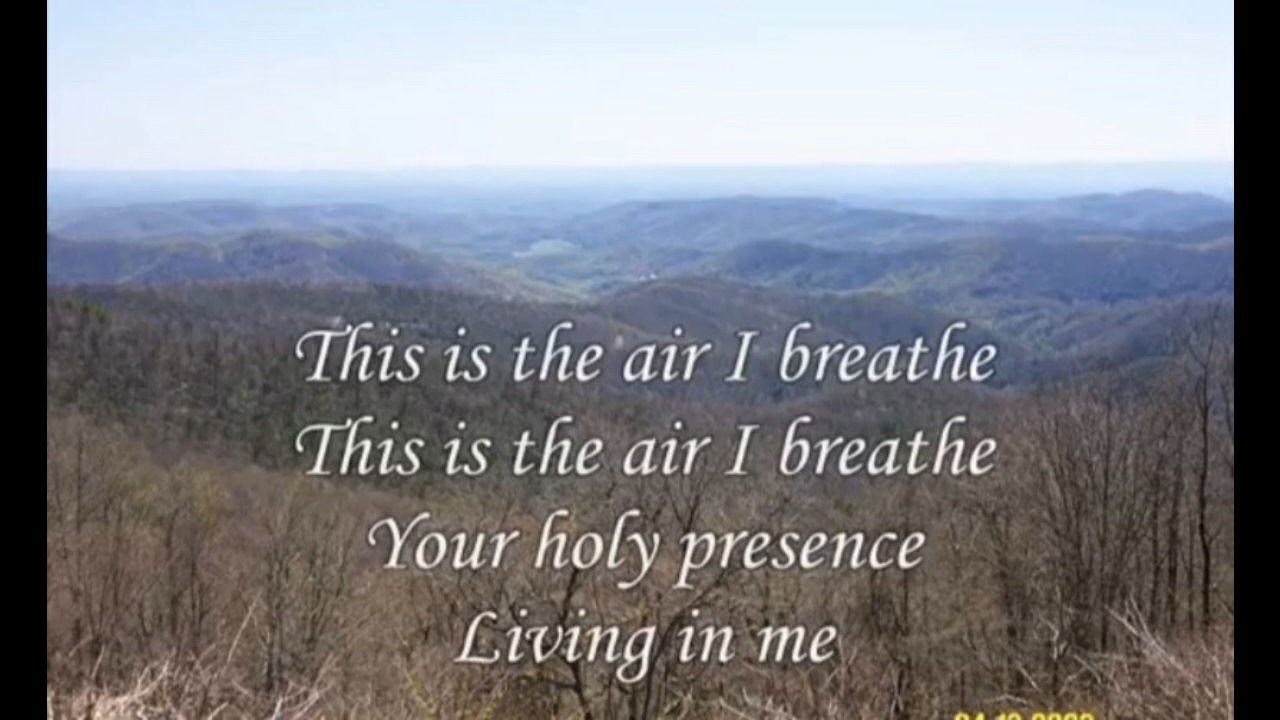 This is the air I breathe
This is the air I breathe
Your holy presence
Living in me